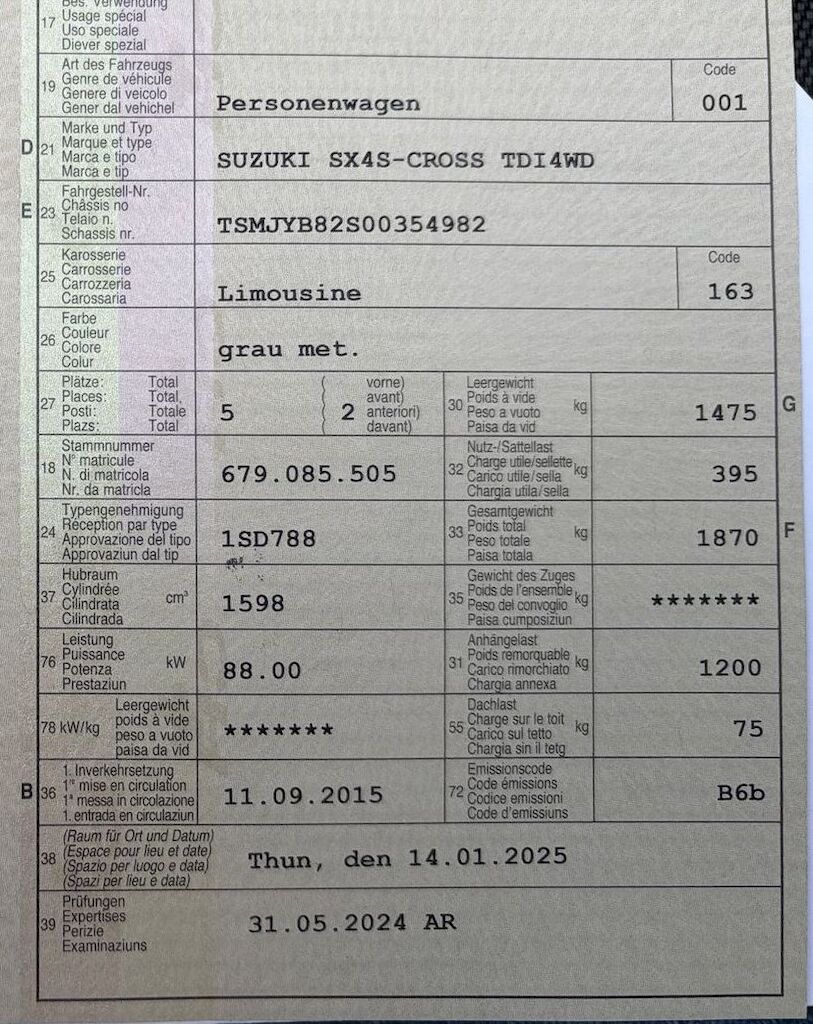 Bes. Verwendung
17 Usage spécial
Uso speciale
Diever spezial
Art des Fahrzeugs
19 Genre de véhicule
Genere di veicolo
Gener dal vehichel
Personenwagen
Code
001
D 21 Marke und Typ
Marque et type
Marca e tipo
Marca e tip
SUZUKI SX4S-CROSS TDI4WD
E 23 Fahrgestell-Nr.
Châssis no
Telaio n.
Schassis nr.
TSMJYB82S00354982
25 Karosserie
Carrosserie
Carrozzeria
Carossaria
Limousine
Code
163
26 Farbe
Couleur
Colore
Colur
grau met.
27 Plätze: Total
Places: Total,
Posti: Totale
Plazs: Total
5
( vorne)
( avant)
( 2 anteriori)
( davant)
30 Leergewicht
Poids à vide
Peso a vuoto
Paisa da vid
kg
1475 G
18 Stammnummer
N° matricule
N. di matricola
Nr. da matricla
679.085.505
32 Nutz-/Sattellast
Charge utile/sellette
Carico utile/sella
Chargia utila/sella
kg
395
24 Typengenehmigung
Réception par type
Approvazione del tipo
Approvaziun dal tip
1SD788
33 Gesamtgewicht
Poids total
Peso totale
Paisa totala
kg
1870 F
37 Hubraum
Cylindrée
Cilindrata
Cilindrada
cm³
1598
35 Gewicht des Zuges
Poids de l'ensemble
Peso del convoglio
Paisa cumposiziun
kg
*******
76 Leistung
Puissance
Potenza
Prestaziun
kW
88.00
31 Anhängelast
Poids remorquable
Carico rimorchiato
Chargia annexa
kg
1200
78 kW/kg
Leergewicht
poids à vide
peso a vuoto
paisa da vid
*******
55 Dachlast
Charge sur le toit
Carico sul tetto
Chargia sin il tetg
kg
75
B 36 1. Inverkehrsetzung
1re mise en circulation
1a messa in circolazione
1. entrada en circulaziun
11.09.2015
72 Emissionscode
Code émissions
Codice emissioni
Code d'emissiuns
B6b
38 (Raum für Ort und Datum)
(Espace pour lieu et date)
(Spazio per luogo e data)
(Spazi per lieu e data)
Thun, den 14.01.2025
39 Prüfungen
Expertises
Perizie
Examinaziuns
31.05.2024 AR